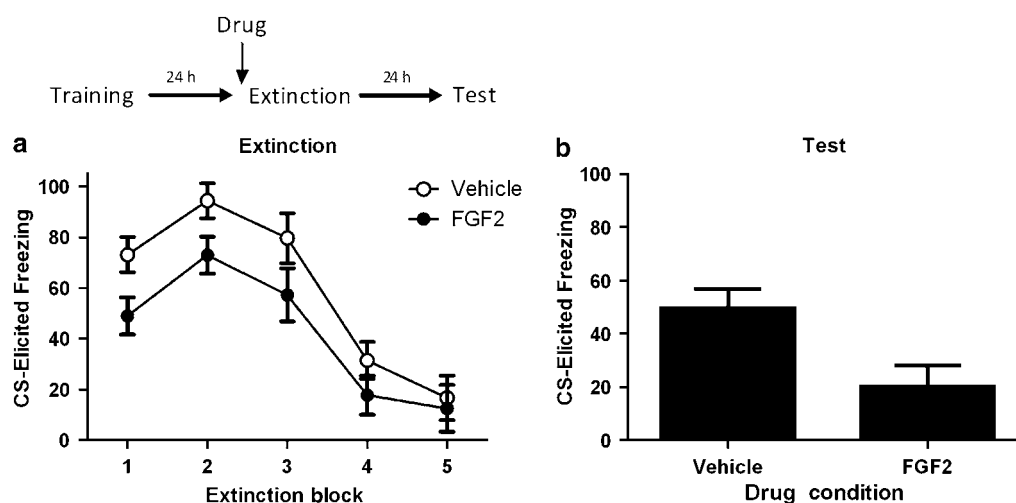 Drug
24 h
24 h
Training
Extinction
Test
a
Extinction
b
Test
CS-Elicited Freezing
100
80
60
40
20
0
Vehicle
FGF2
1 2 3 4 5
Extinction block
CS-Elicited Freezing
100
80
60
40
20
0
Vehicle
FGF2
Drug condition